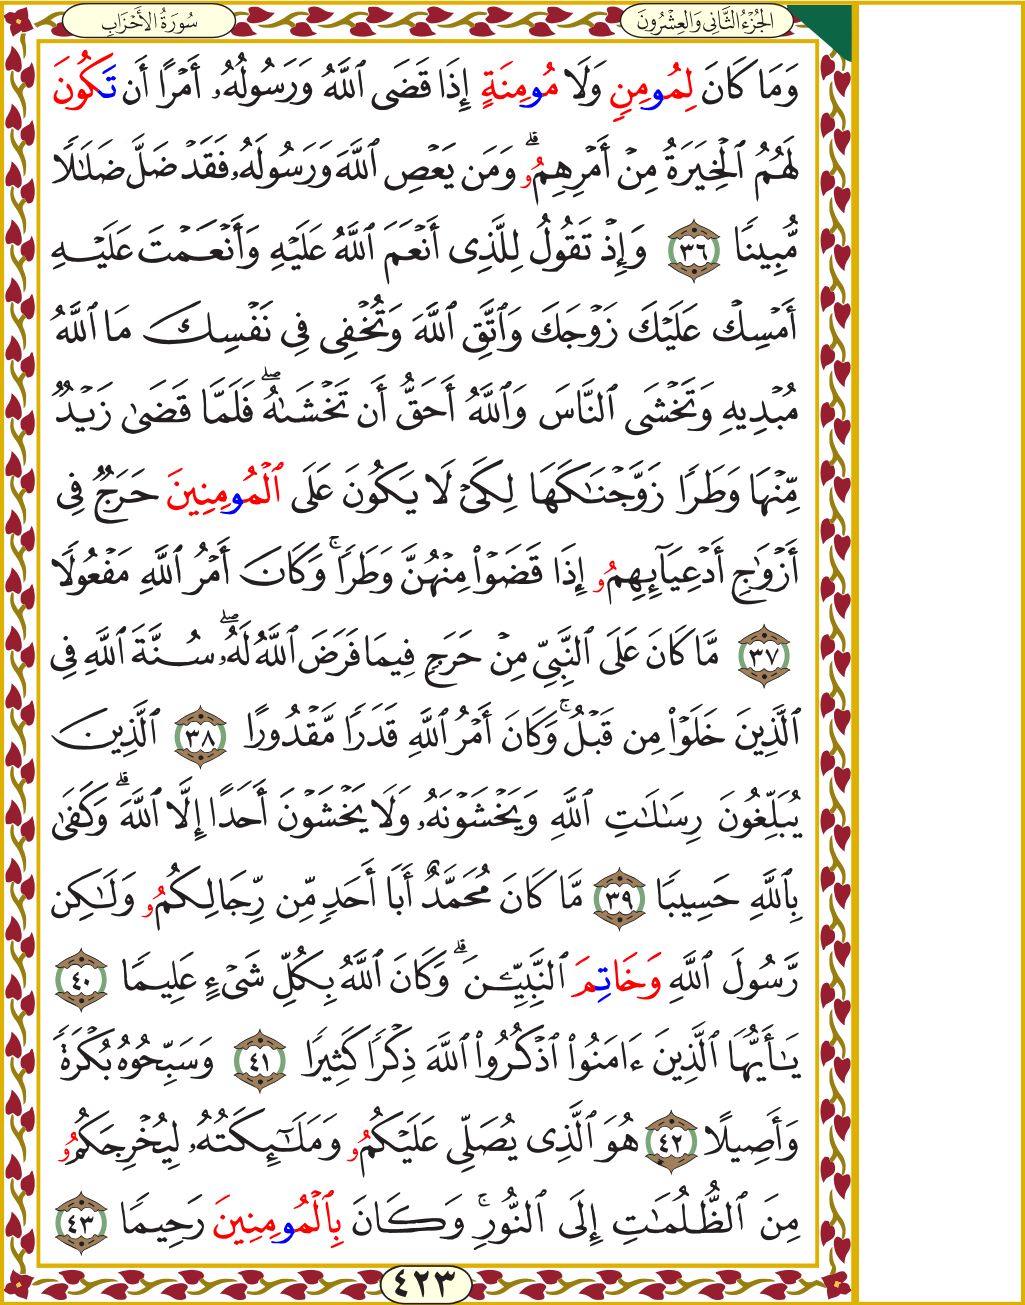 سُورَةُ الأَحْزَابِ
الجُزْءُ الثَّانِي وَالعِشْرُونَ
وَمَا كَانَ لِمُومِنٖ وَلَا مُومِنَةٍ إِذَا قَضَى ٱللَّهُ وَرَسُولُهُۥ أَمۡرًا أَن تَكُونَ
لَهُمُ ٱلۡخِيَرَةُ مِنۡ أَمۡرِهِمُۥۗ وَمَن يَعۡصِ ٱللَّهَ وَرَسُولَهُۥ فَقَدۡ ضَلَّ ضَلَٰلٗا
مُّبِينٗا ٣٦ وَإِذۡ تَقُولُ لِلَّذِي أَنۡعَمَ ٱللَّهُ عَلَيۡهِ وَأَنۡعَمۡتَ عَلَيۡهِ
أَمۡسِكۡ عَلَيۡكَ زَوۡجَكَ وَٱتَّقِ ٱللَّهَ وَتُخۡفِي فِي نَفۡسِكَ مَا ٱللَّهُ
مُبۡدِيهِ وَتَخۡشَى ٱلنَّاسَ وَٱللَّهُ أَحَقُّ أَن تَخۡشَىٰهُۖ فَلَمَّا قَضَىٰ زَيۡدٞ
مِّنۡهَا وَطَرٗا زَوَّجۡنَٰكَهَا لِكَيۡ لَا يَكُونَ عَلَى ٱلۡمُومِنِينَ حَرَجٞ فِي
أَزۡوَٰجِ أَدۡعِيَآئِهِمُۥ إِذَا قَضَوۡاْ مِنۡهُنَّ وَطَرٗاۚ وَكَانَ أَمۡرُ ٱللَّهِ مَفۡعُولٗا
٣٧ مَّا كَانَ عَلَى ٱلنَّبِيِّ مِنۡ حَرَجٖ فِيمَا فَرَضَ ٱللَّهُ لَهُۥۖ سُنَّةَ ٱللَّهِ فِي
ٱلَّذِينَ خَلَوۡاْ مِن قَبۡلُۚ وَكَانَ أَمۡرُ ٱللَّهِ قَدَرٗا مَّقۡدُورًا ٣٨ ٱلَّذِينَ
يُبَلِّغُونَ رِسَٰلَٰتِ ٱللَّهِ وَيَخۡشَوۡنَهُۥ وَلَا يَخۡشَوۡنَ أَحَدًا إِلَّا ٱللَّهَۗ وَكَفَىٰ
بِٱللَّهِ حَسِيبٗا ٣٩ مَّا كَانَ مُحَمَّدٌ أَبَآ أَحَدٖ مِّن رِّجَالِكُمُۥ وَلَٰكِن
رَّسُولَ ٱللَّهِ وَخَاتِمَ ٱلنَّبِيِّـۧنَۗ وَكَانَ ٱللَّهُ بِكُلِّ شَيۡءٍ عَلِيمٗا ٤٠
يَٰٓأَيُّهَا ٱلَّذِينَ ءَامَنُواْ ٱذۡكُرُواْ ٱللَّهَ ذِكۡرٗا كَثِيرٗا ٤١ وَسَبِّحُوهُ بُكۡرَةٗ
وَأَصِيلًا ٤٢ هُوَ ٱلَّذِي يُصَلِّي عَلَيۡكُمُۥ وَمَلَٰٓئِكَتُهُۥ لِيُخۡرِجَكُمُۥ
مِنَ ٱلظُّلُمَٰتِ إِلَى ٱلنُّورِۚ وَكَانَ بِٱلۡمُومِنِينَ رَحِيمٗا ٤٣
٤٢٣